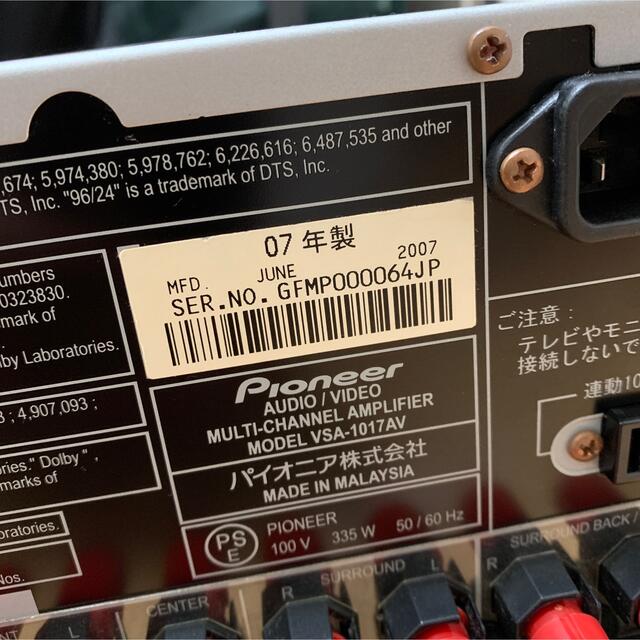 ,674; 5,974,380; 5,978,762; 6,226,616; 6,487,535 and other
TS, Inc. "96/24" is a trademark of DTS, Inc.
numbers
0323830.
mark of
lby Laboratories.
3 ; 4,907,093 ;
ories." Dolby " ,
marks of
oratories.
Nos.
07 年製
MFD. JUNE 2007
SER.NO. GFMP000064JP
Pioneer
AUDIO / VIDEO
MULTI-CHANNEL AMPLIFIER
MODEL VSA-1017AV
パイオニア株式会社
MADE IN MALAYSIA
PS E
PIONEER
100 V 335 W 50 / 60 Hz
ご注意 :
テレビやモニ
接続しないで
連動10
L CENTER R SURROUND L R SURROUND BACK /